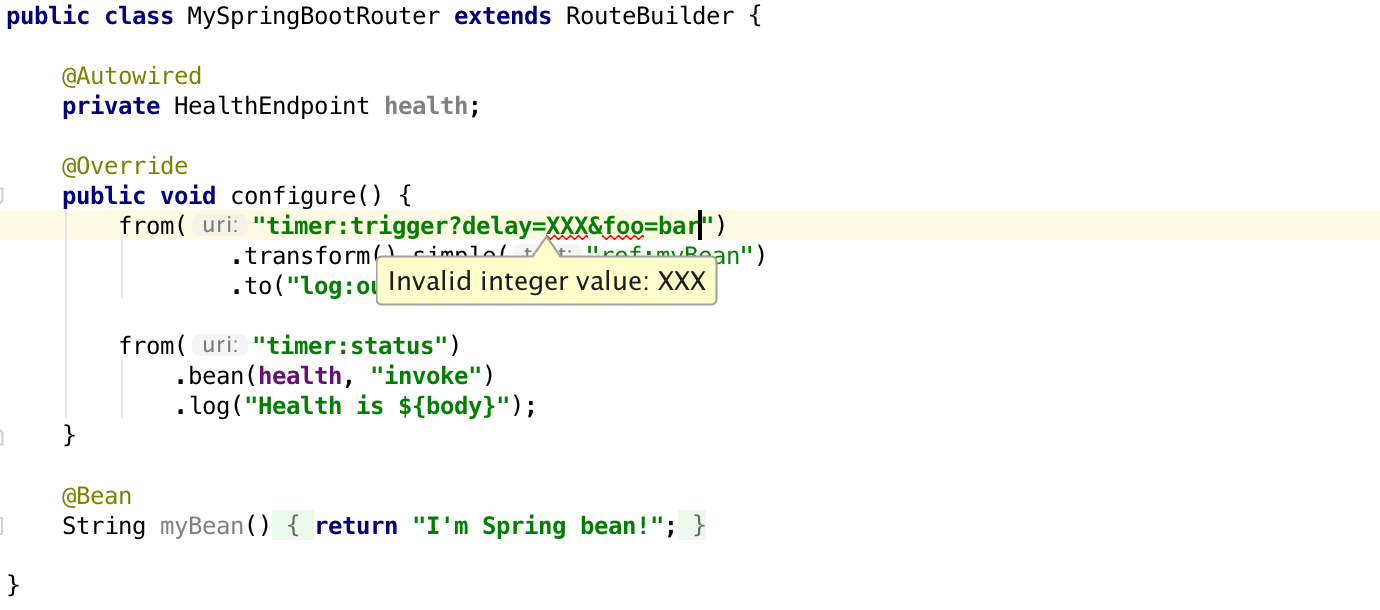 public class MySpringBootRouter extends RouteBuilder {
@Autowired
private HealthEndpoint health;
@Override
public void configure() {
from( uri: "timer:trigger?delay=XXX&foo=bar")
.transform().simple( "ref:myBean")
.to("log:ou
Invalid integer value: XXX
from( uri: "timer:status")
.bean(health, "invoke")
.log("Health is ${body}");
}
@Bean
String myBean() { return "I'm Spring bean!"; }
}